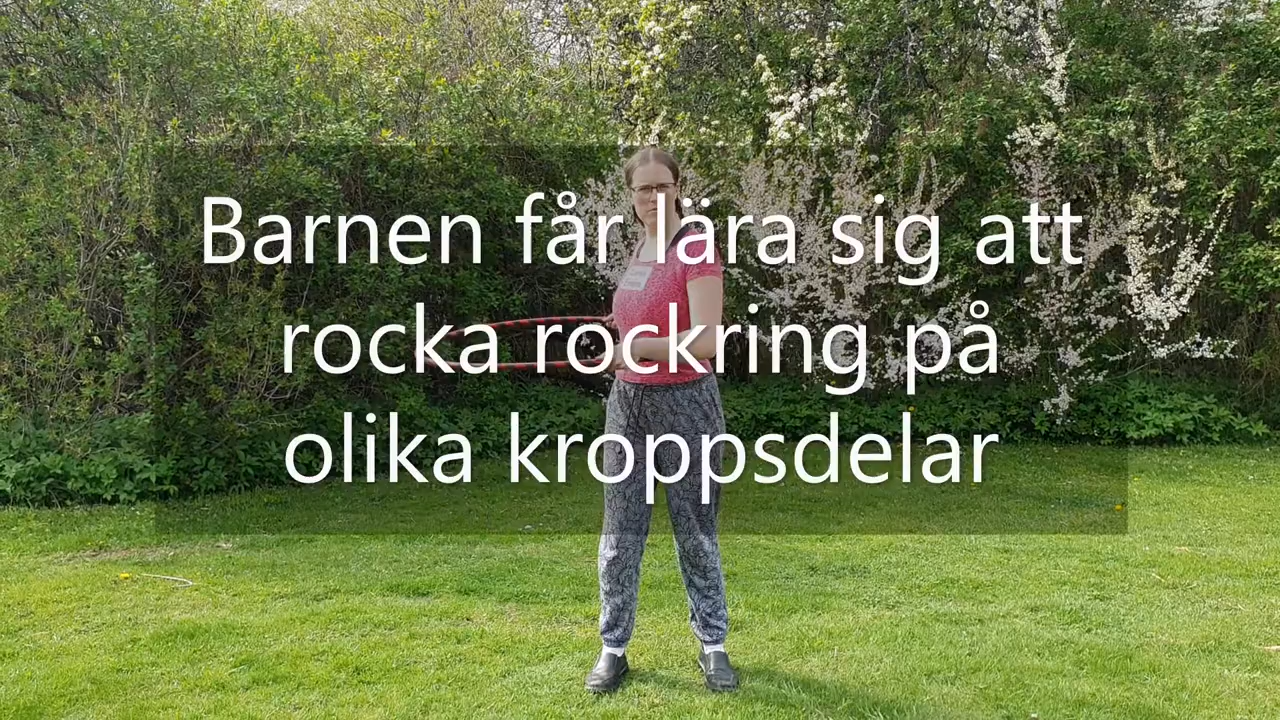 Barnen får lära sig att
rocka rockring på
olika kroppsdelar